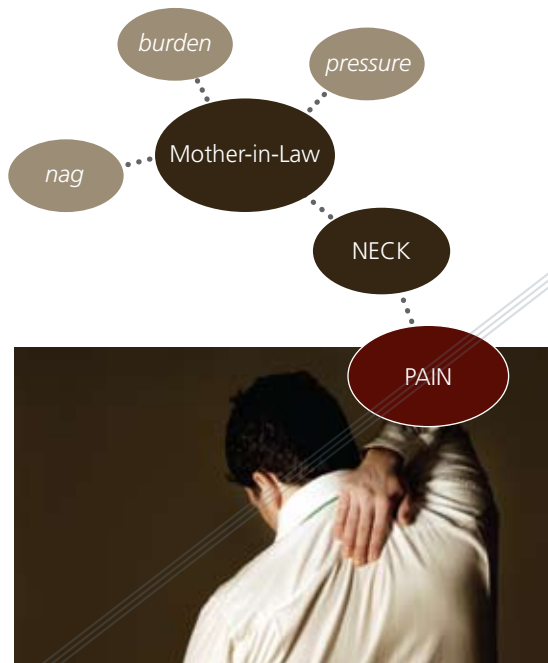 burden
pressure
Mother-in-Law
nag
NECK
PAIN